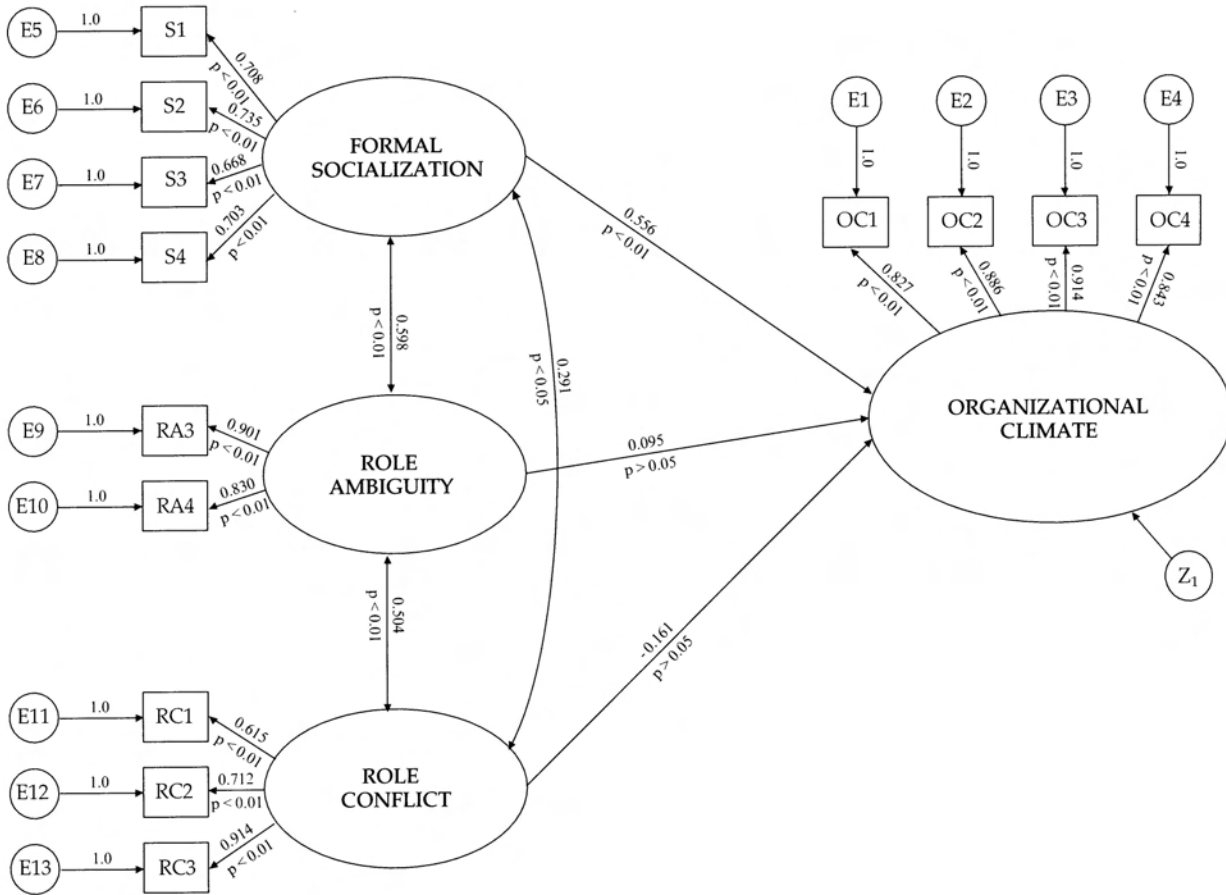 E5
1.0
S1
0.708
p < 0.01
E6
1.0
S2
0.735
p < 0.01
E7
1.0
S3
0.668
p < 0.01
E8
1.0
S4
0.703
p < 0.01
FORMAL
SOCIALIZATION
0.556
p < 0.01
0.598
p < 0.01
0.291
p < 0.05
E9
1.0
RA3
0.901
p < 0.01
E10
1.0
RA4
0.830
p < 0.01
ROLE
AMBIGUITY
0.095
p > 0.05
0.504
p < 0.01
E11
1.0
RC1
0.615
p < 0.01
E12
1.0
RC2
0.712
p < 0.01
E13
1.0
RC3
0.914
p < 0.01
ROLE
CONFLICT
- 0.161
p > 0.05
E1
E2
E3
E4
1.0
1.0
1.0
1.0
OC1
OC2
OC3
OC4
0.827
p < 0.01
0.886
p < 0.01
0.914
p < 0.01
0.843
p < 0.01
ORGANIZATIONAL
CLIMATE
Z1